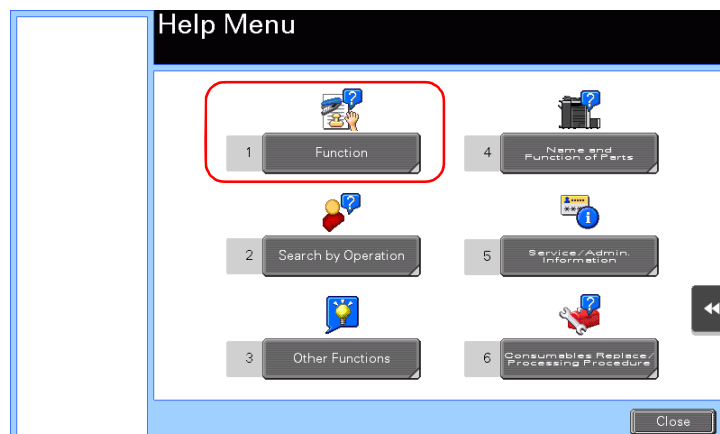 Help Menu
1
Function
4
Name and
Function of Parts
2
Search by Operation
5
Service/Admin.
Information
3
Other Functions
6
Consumables Replace/
Processing Procedure
Close